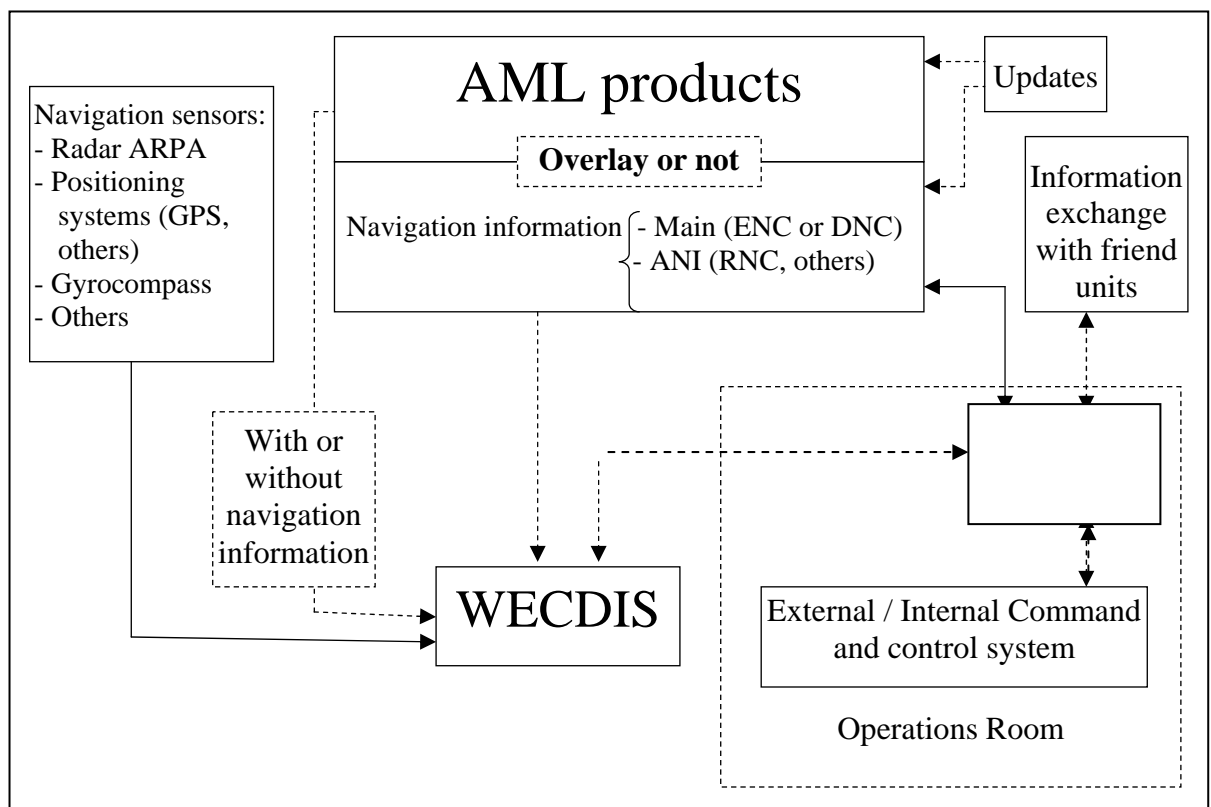 AML products
Updates
Navigation sensors:
- Radar ARPA
- Positioning
systems (GPS,
others)
- Gyrocompass
- Others
Overlay or not
Navigation information
- Main (ENC or DNC)
- ANI (RNC, others)
Information
exchange
with friend
units
With or
without
navigation
information
WECDIS
External / Internal Command
and control system
Operations Room